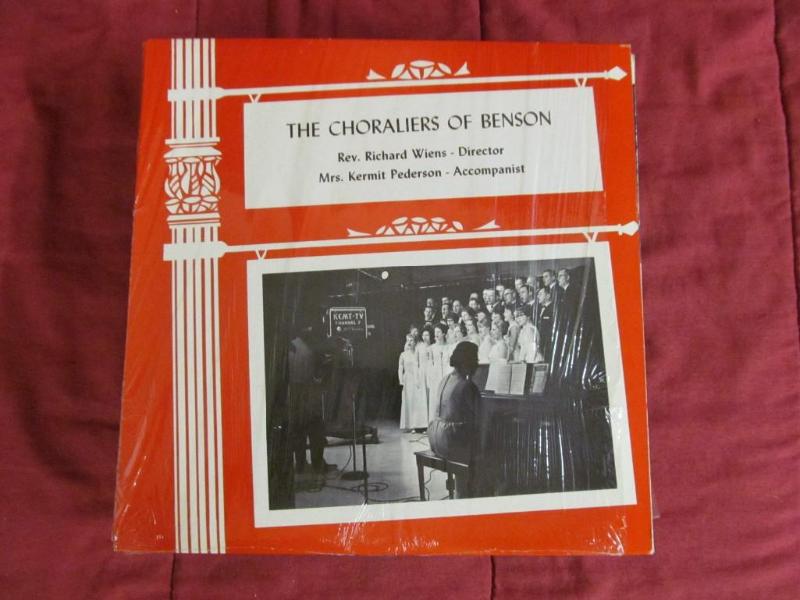 THE CHORALIERS OF BENSON
Rev. Richard Wiens - Director
Mrs. Kermit Pederson - Accompanist
KCMT-TV
CHANNEL 7